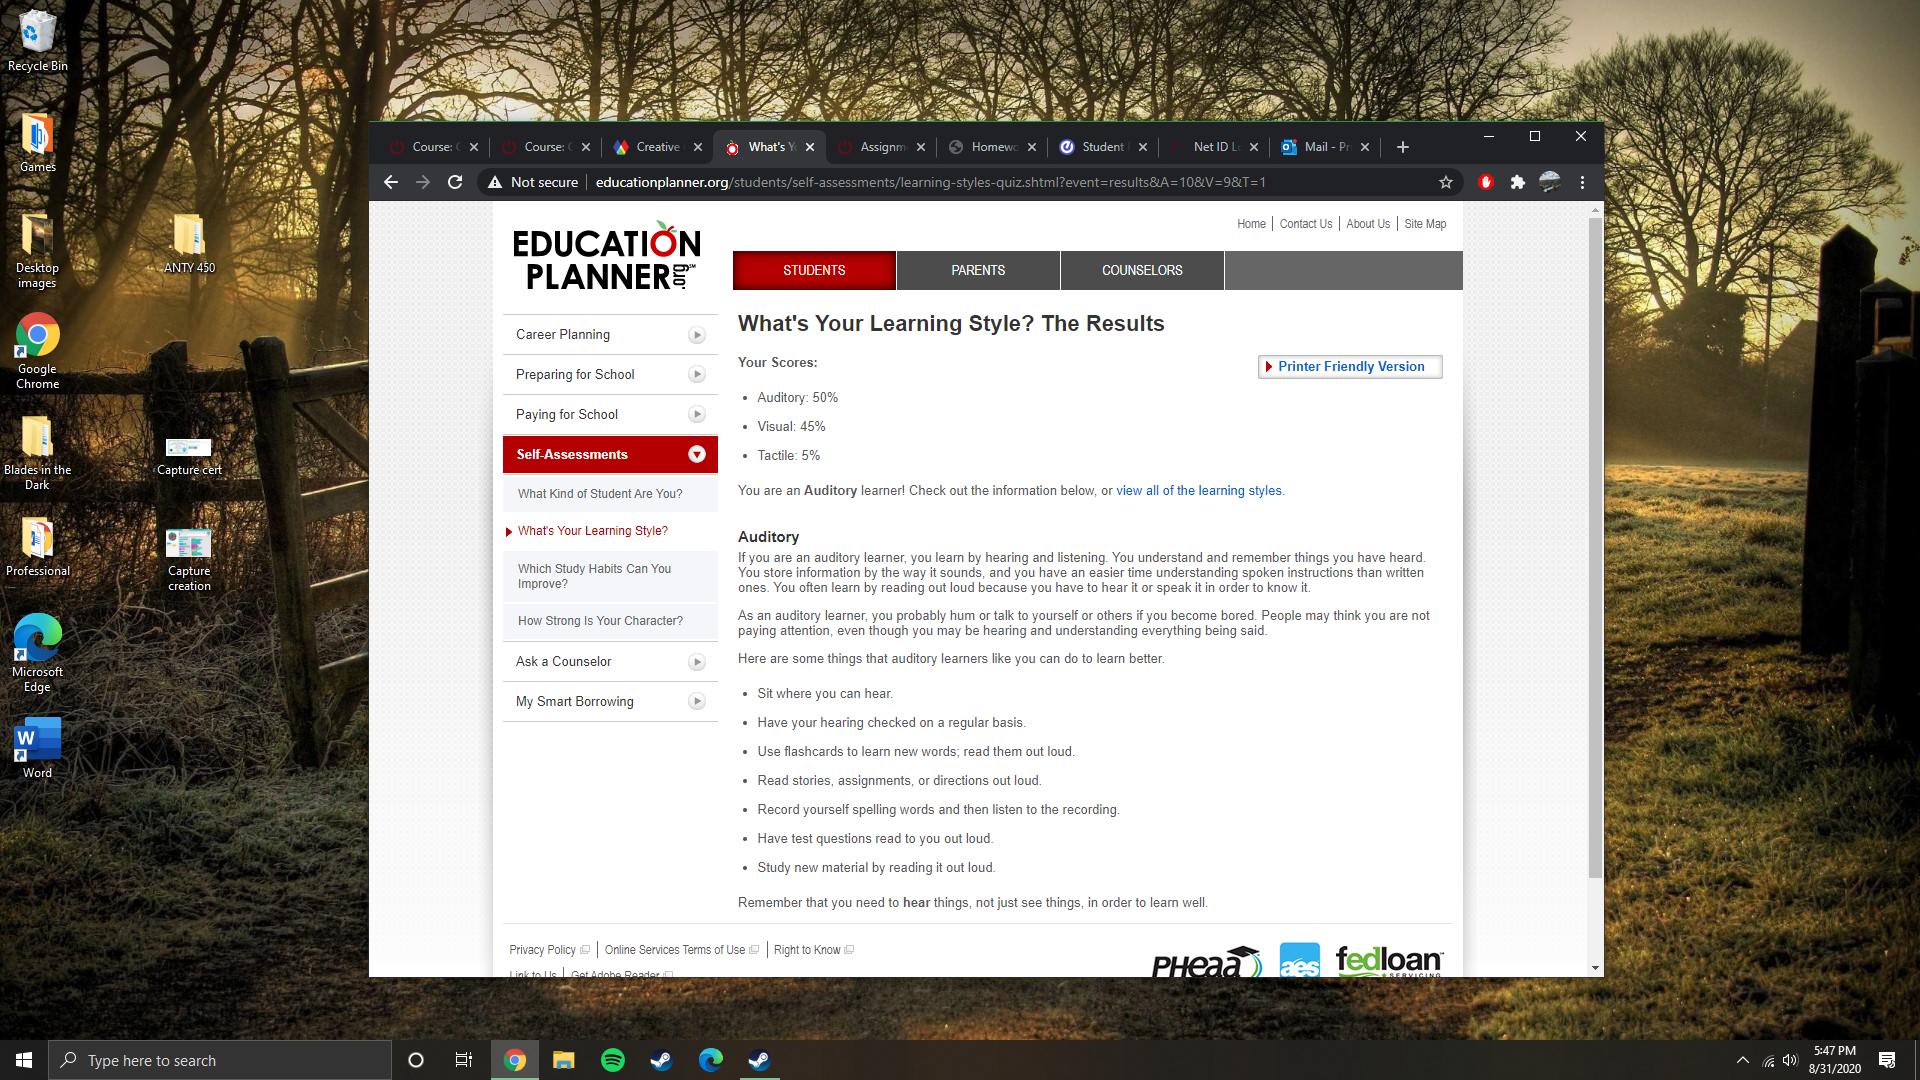 Recycle Bin
Games
Desktop
images
ANTY 450
Google
Chrome
Blades in the
Dark
Capture cert
Professional
Capture
creation
Microsoft
Edge
Word
Course: C
Course: C
Creative
What's Y
Assignm
Homewo
Student
Net ID Lo
Mail - Pr
Not secure
educationplanner.org/students/self-assessments/learning-styles-quiz.shtml?event=results&A=10&V=9&T=1
EDUCATION
PLANNER.org
Home
Contact Us
About Us
Site Map
STUDENTS
PARENTS
COUNSELORS
Career Planning
Preparing for School
Paying for School
Self-Assessments
What Kind of Student Are You?
What's Your Learning Style?
Which Study Habits Can You
Improve?
How Strong Is Your Character?
Ask a Counselor
My Smart Borrowing
What's Your Learning Style? The Results
Your Scores:
Printer Friendly Version
Auditory: 50%
Visual: 45%
Tactile: 5%
You are an Auditory learner! Check out the information below, or view all of the learning styles.
Auditory
If you are an auditory learner, you learn by hearing and listening. You understand and remember things you have heard.
You store information by the way it sounds, and you have an easier time understanding spoken instructions than written
ones. You often learn by reading out loud because you have to hear it or speak it in order to know it.
As an auditory learner, you probably hum or talk to yourself or others if you become bored. People may think you are not
paying attention, even though you may be hearing and understanding everything being said.
Here are some things that auditory learners like you can do to learn better.
Sit where you can hear.
Have your hearing checked on a regular basis.
Use flashcards to learn new words; read them out loud.
Read stories, assignments, or directions out loud.
Record yourself spelling words and then listen to the recording.
Have test questions read to you out loud.
Study new material by reading it out loud.
Remember that you need to hear things, not just see things, in order to learn well.
Privacy Policy
Online Services Terms of Use
Right to Know
Link to Us
Get Adobe Reader
PHEAA
aes
fedloan
SERVICING
Type here to search
5:47 PM
8/31/2020